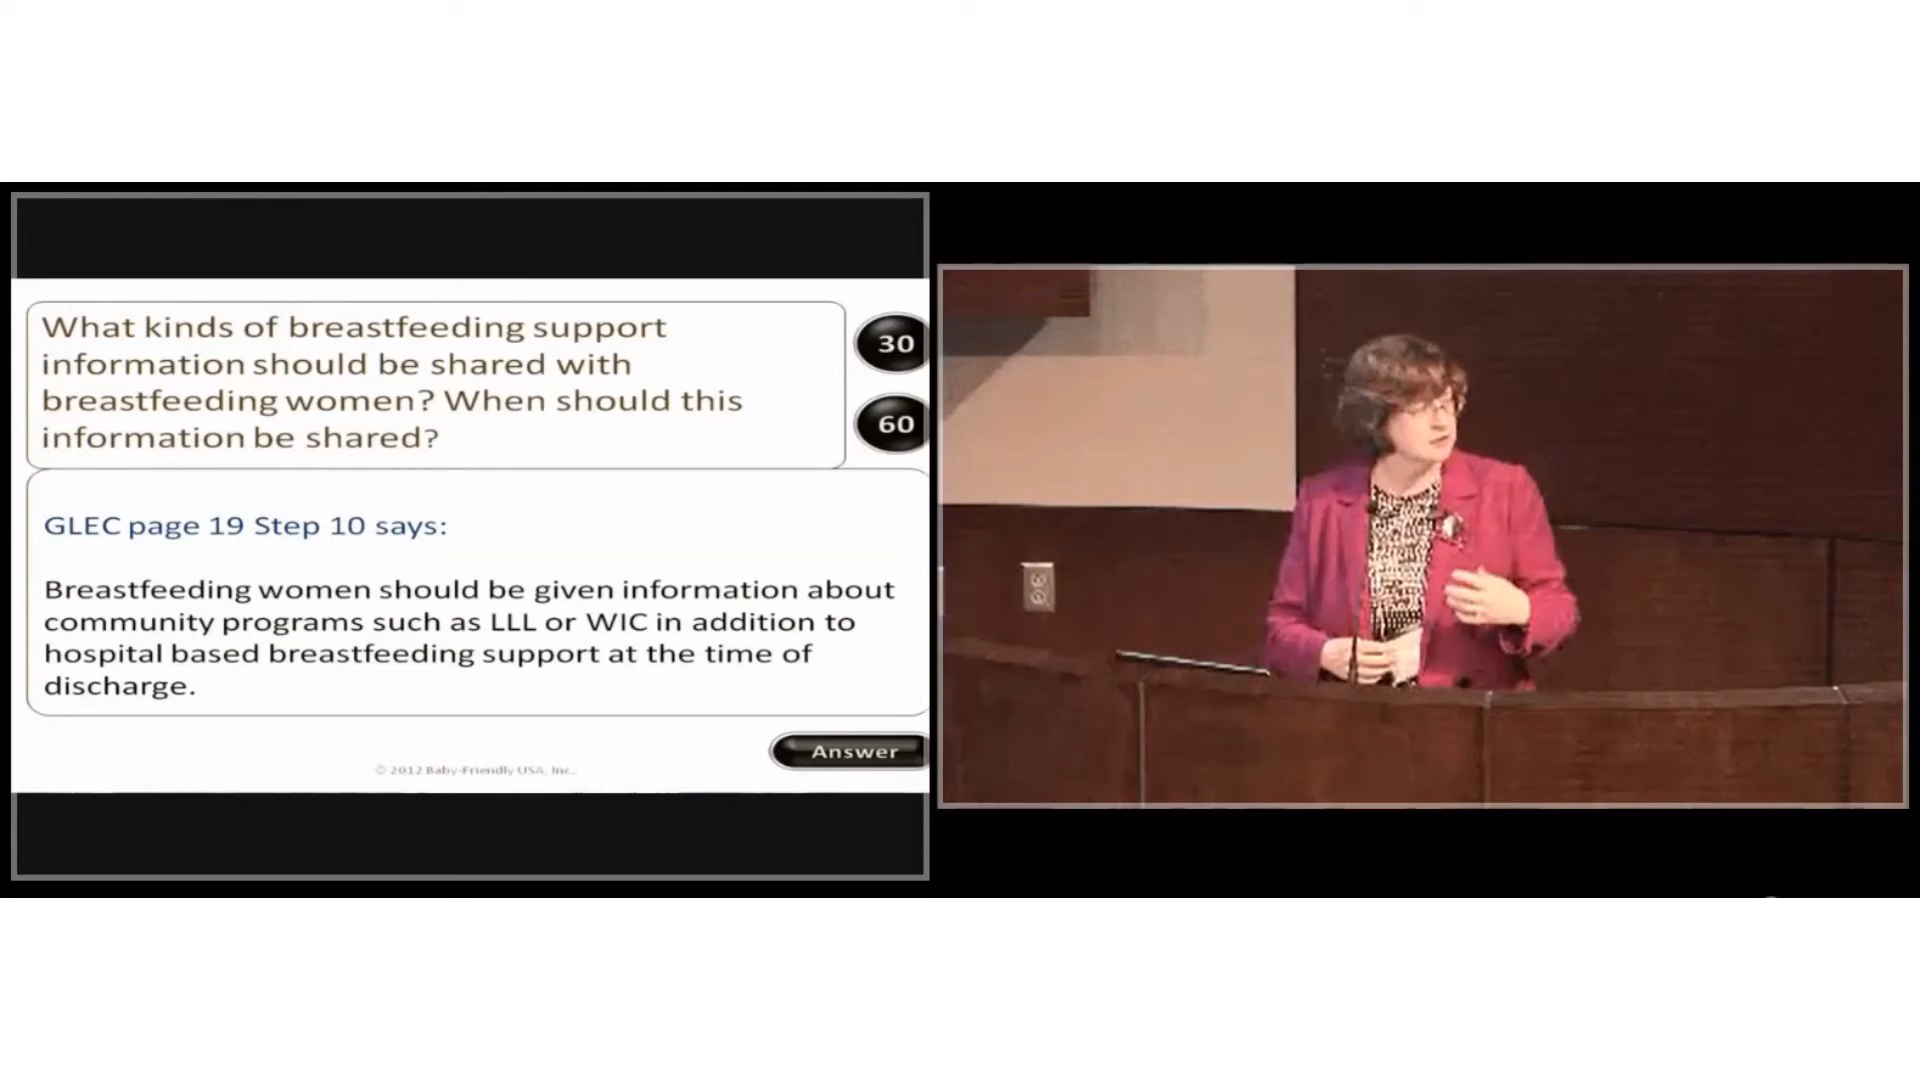 What kinds of breastfeeding support
information should be shared with
breastfeeding women? When should this
information be shared?
30
60
GLEC page 19 Step 10 says:
Breastfeeding women should be given information about
community programs such as LLL or WIC in addition to
hospital based breastfeeding support at the time of
discharge.
Answer
© 2012 Baby-Friendly USA, Inc..